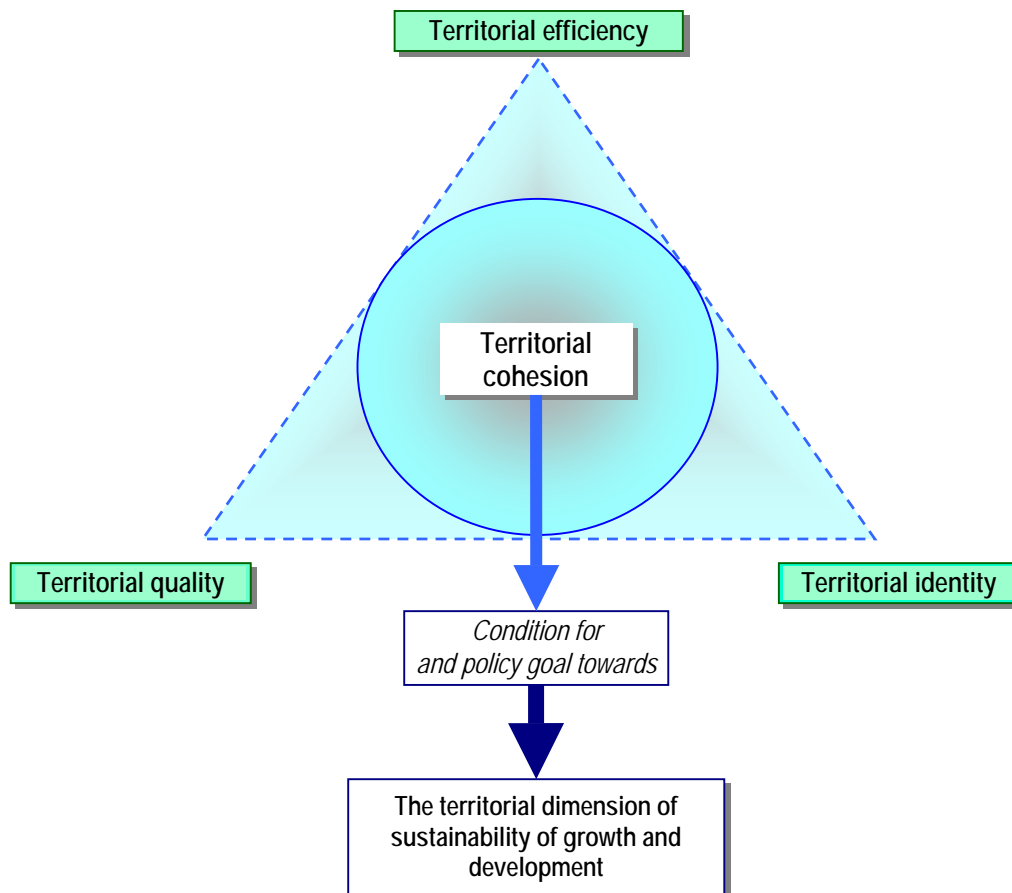 Territorial efficiency
Territorial
cohesion
Territorial quality
Territorial identity
Condition for
and policy goal towards
The territorial dimension of
sustainability of growth and
development